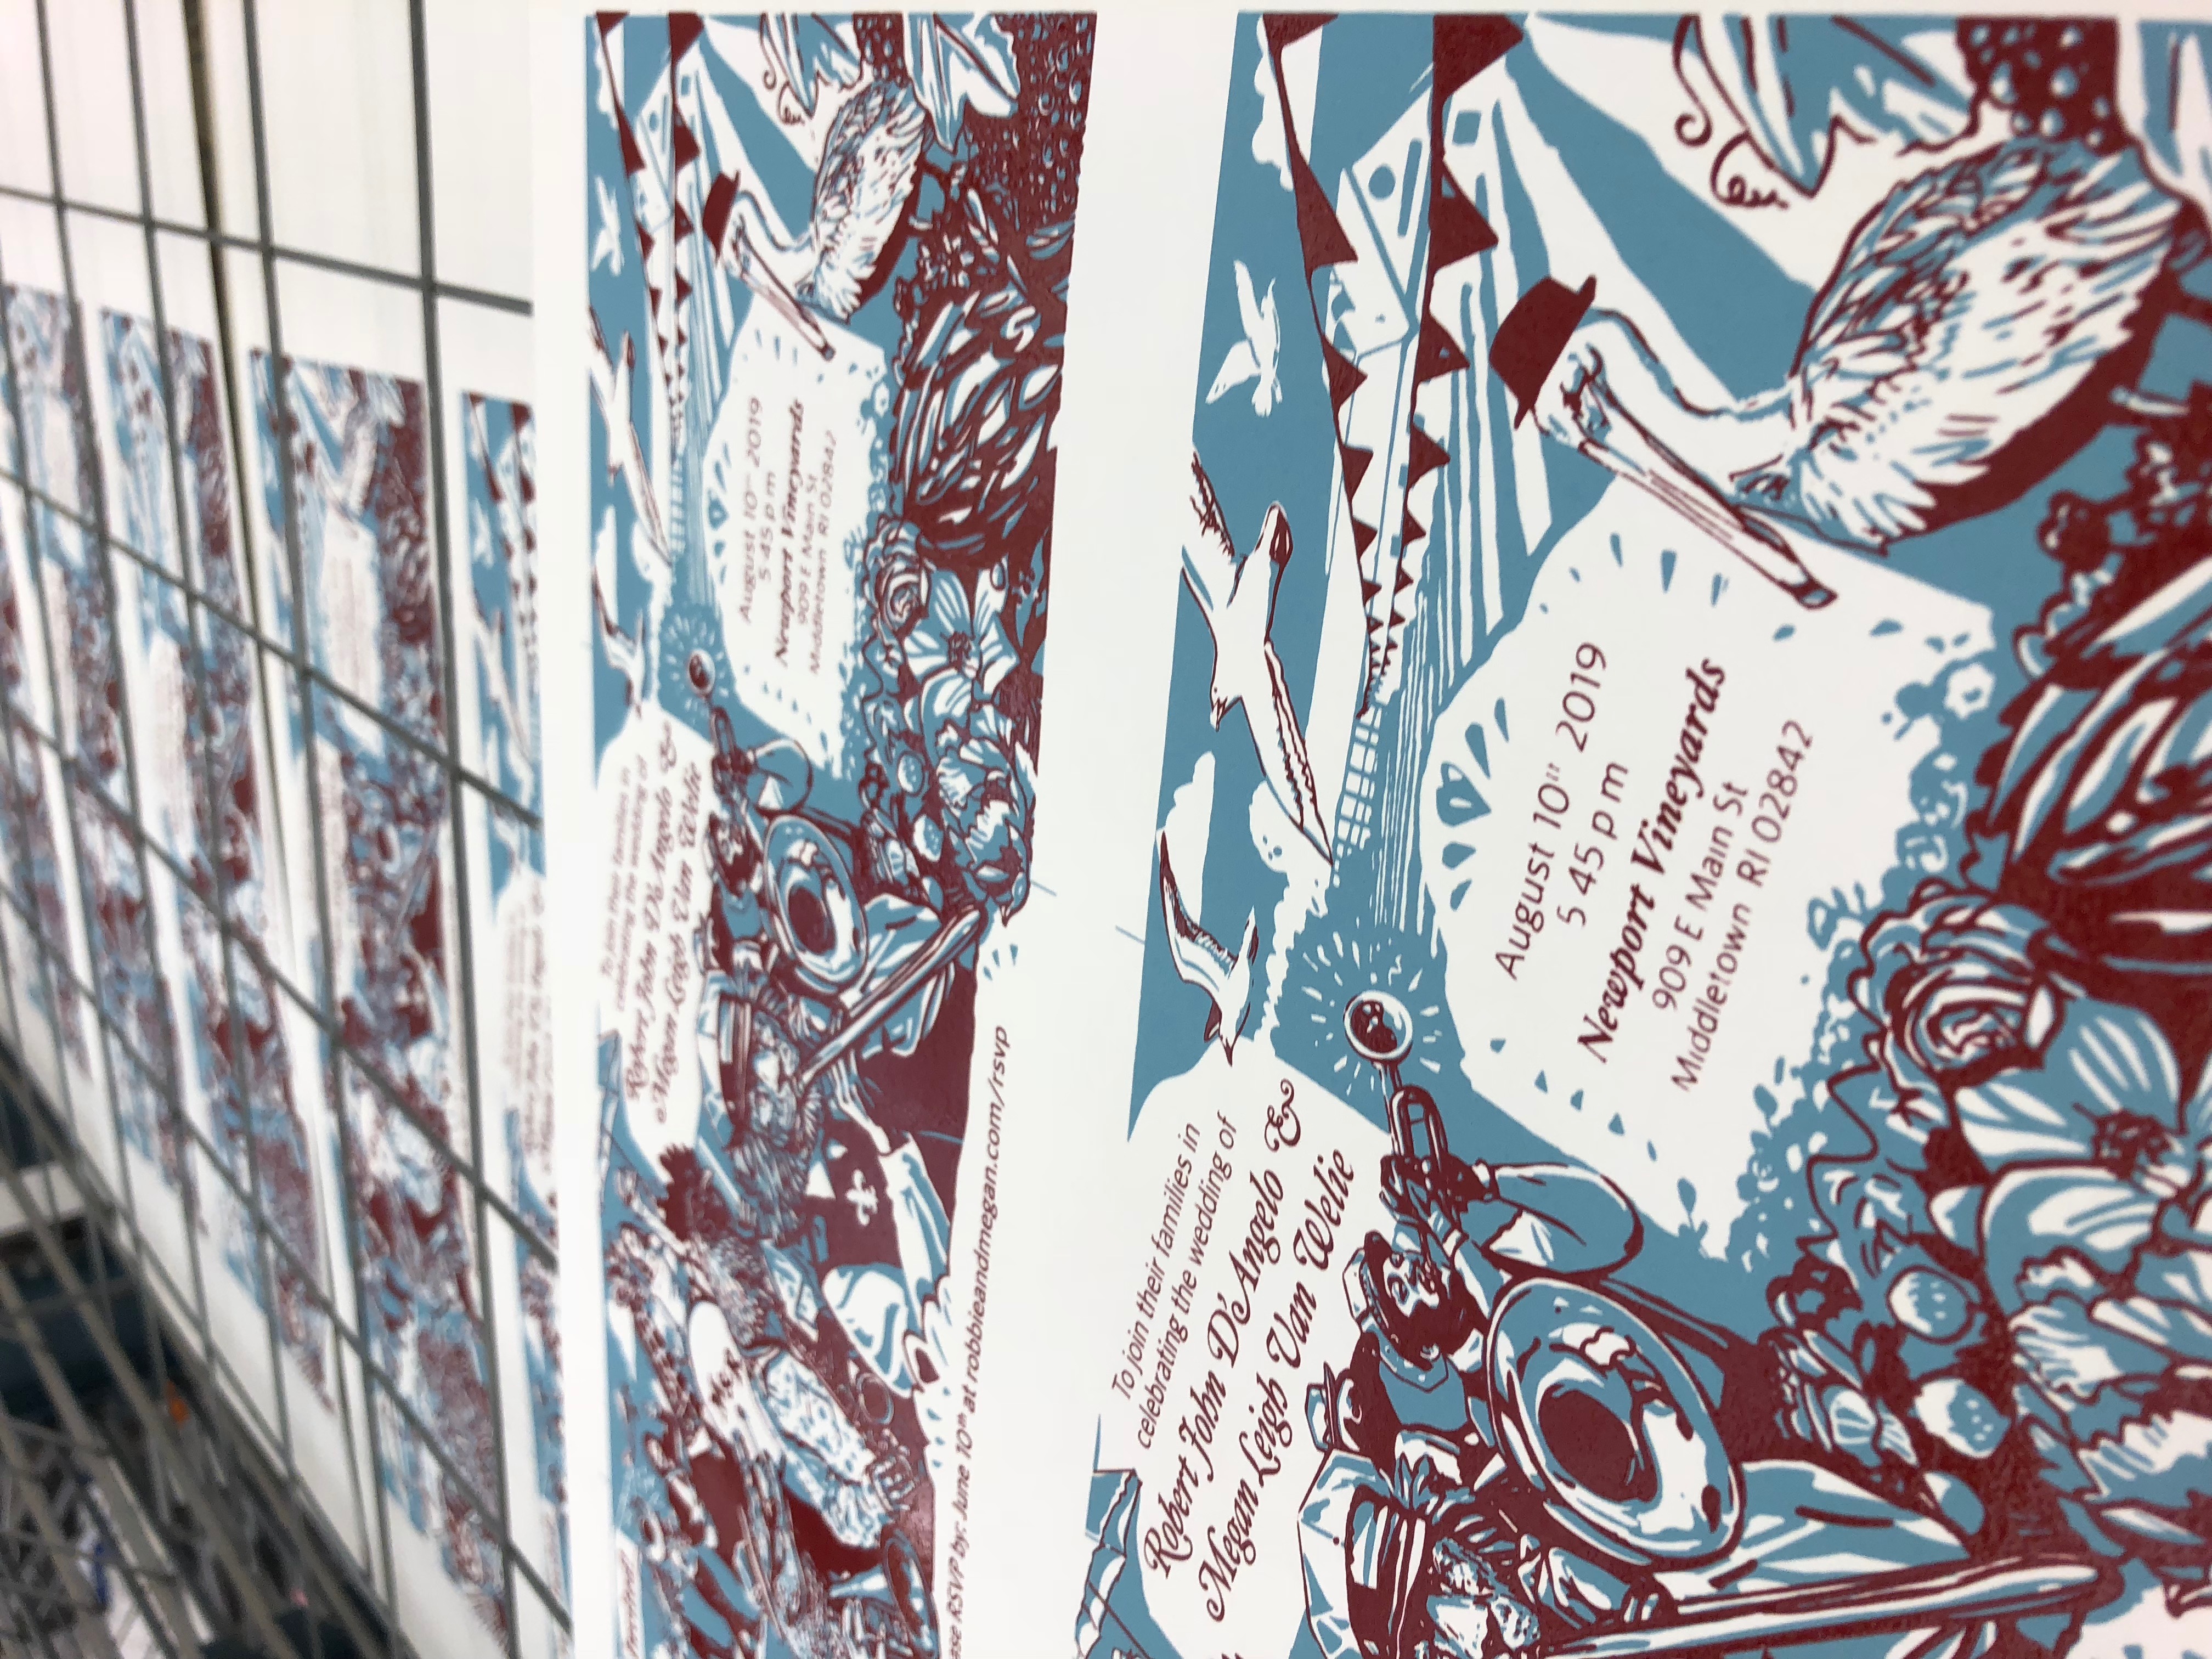 Invited!
To join their families in
celebrating the wedding of
Robert John D'Angelo &
Megan Leigh Van Welie
M&R
August 10th 2019
5 45 p m
Newport Vineyards
909 E Main St
Middletown RI 02842
ase RSVP by: June 10th at robbieandmegan.com/rsvp
To join their families in
celebrating the wedding of
Robert John D'Angelo &
Megan Leigh Van Welie
August 10th 2019
5 45 p m
Newport Vineyards
909 E Main St
Middletown RI 02842